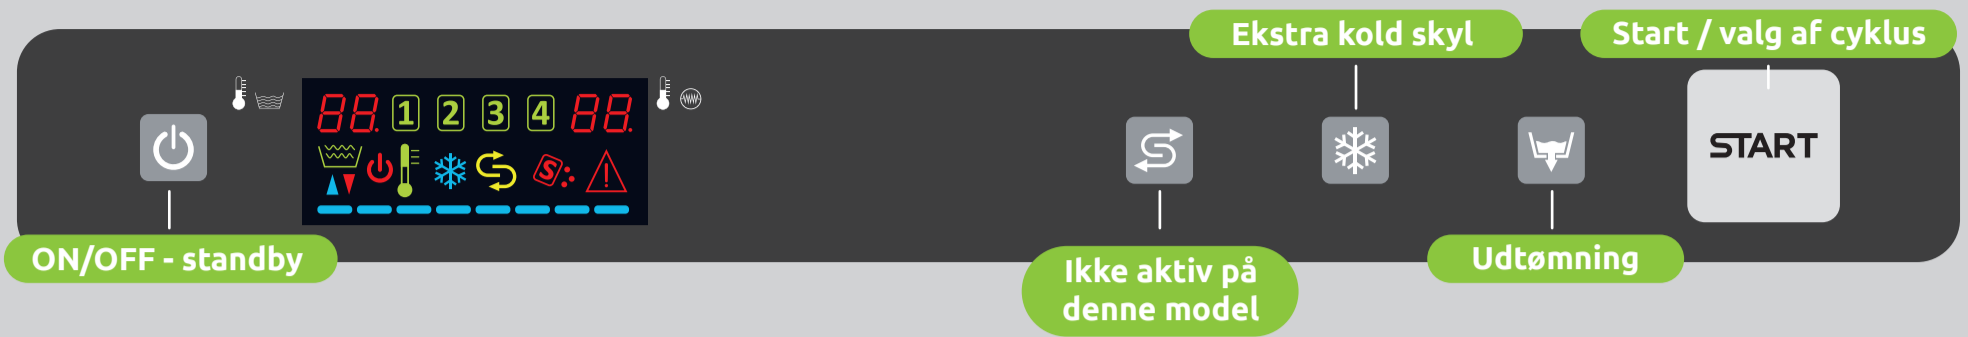 Ekstra kold skyl
Start / valg af cyklus
88. 1 2 3 4 88.
S
START
ON/OFF - standby
Ikke aktiv på
denne model
Udtømning